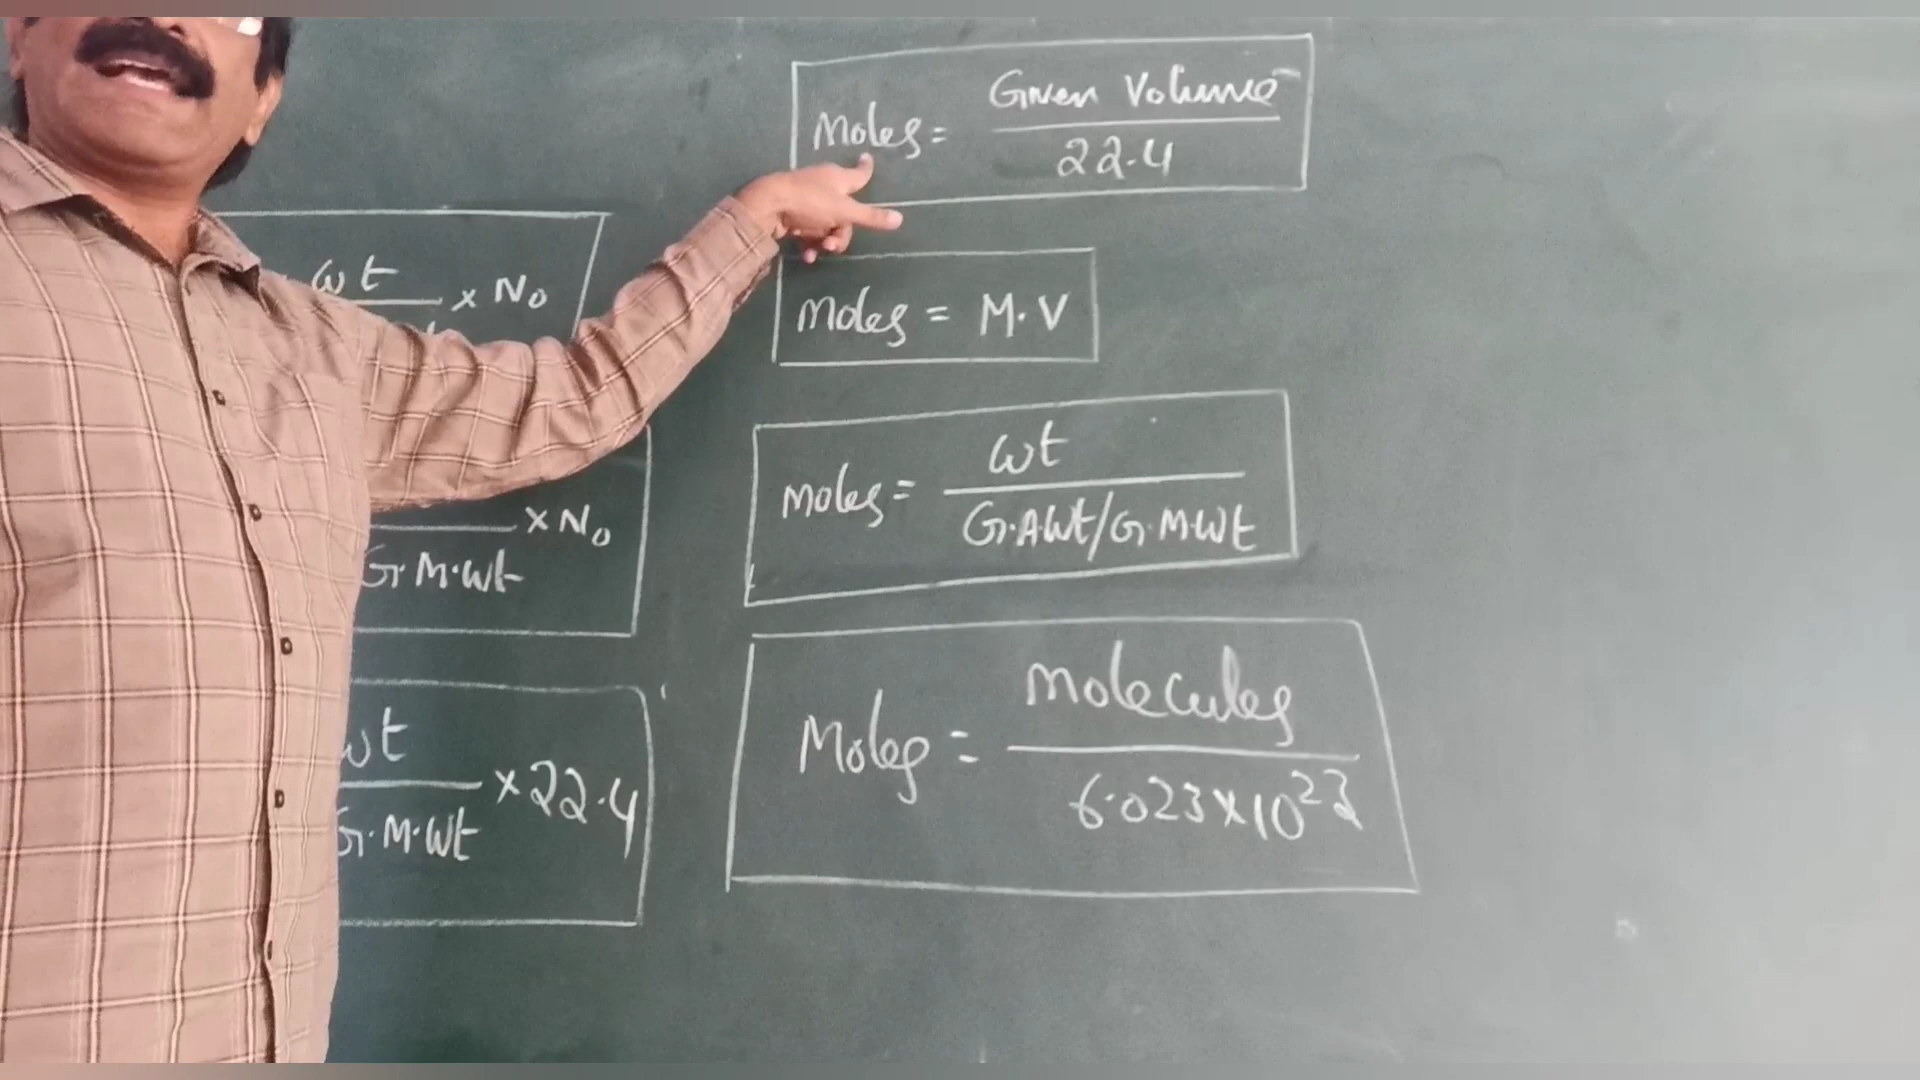 wt
× N₀
× N₀
G.M.wt
wt
× 22.4
G.M.wt
Moles = Given Volume
22.4
moles = M.V
moles = wt
G.A.Wt/G.M.Wt
Moles = molecules
6.023×10²³